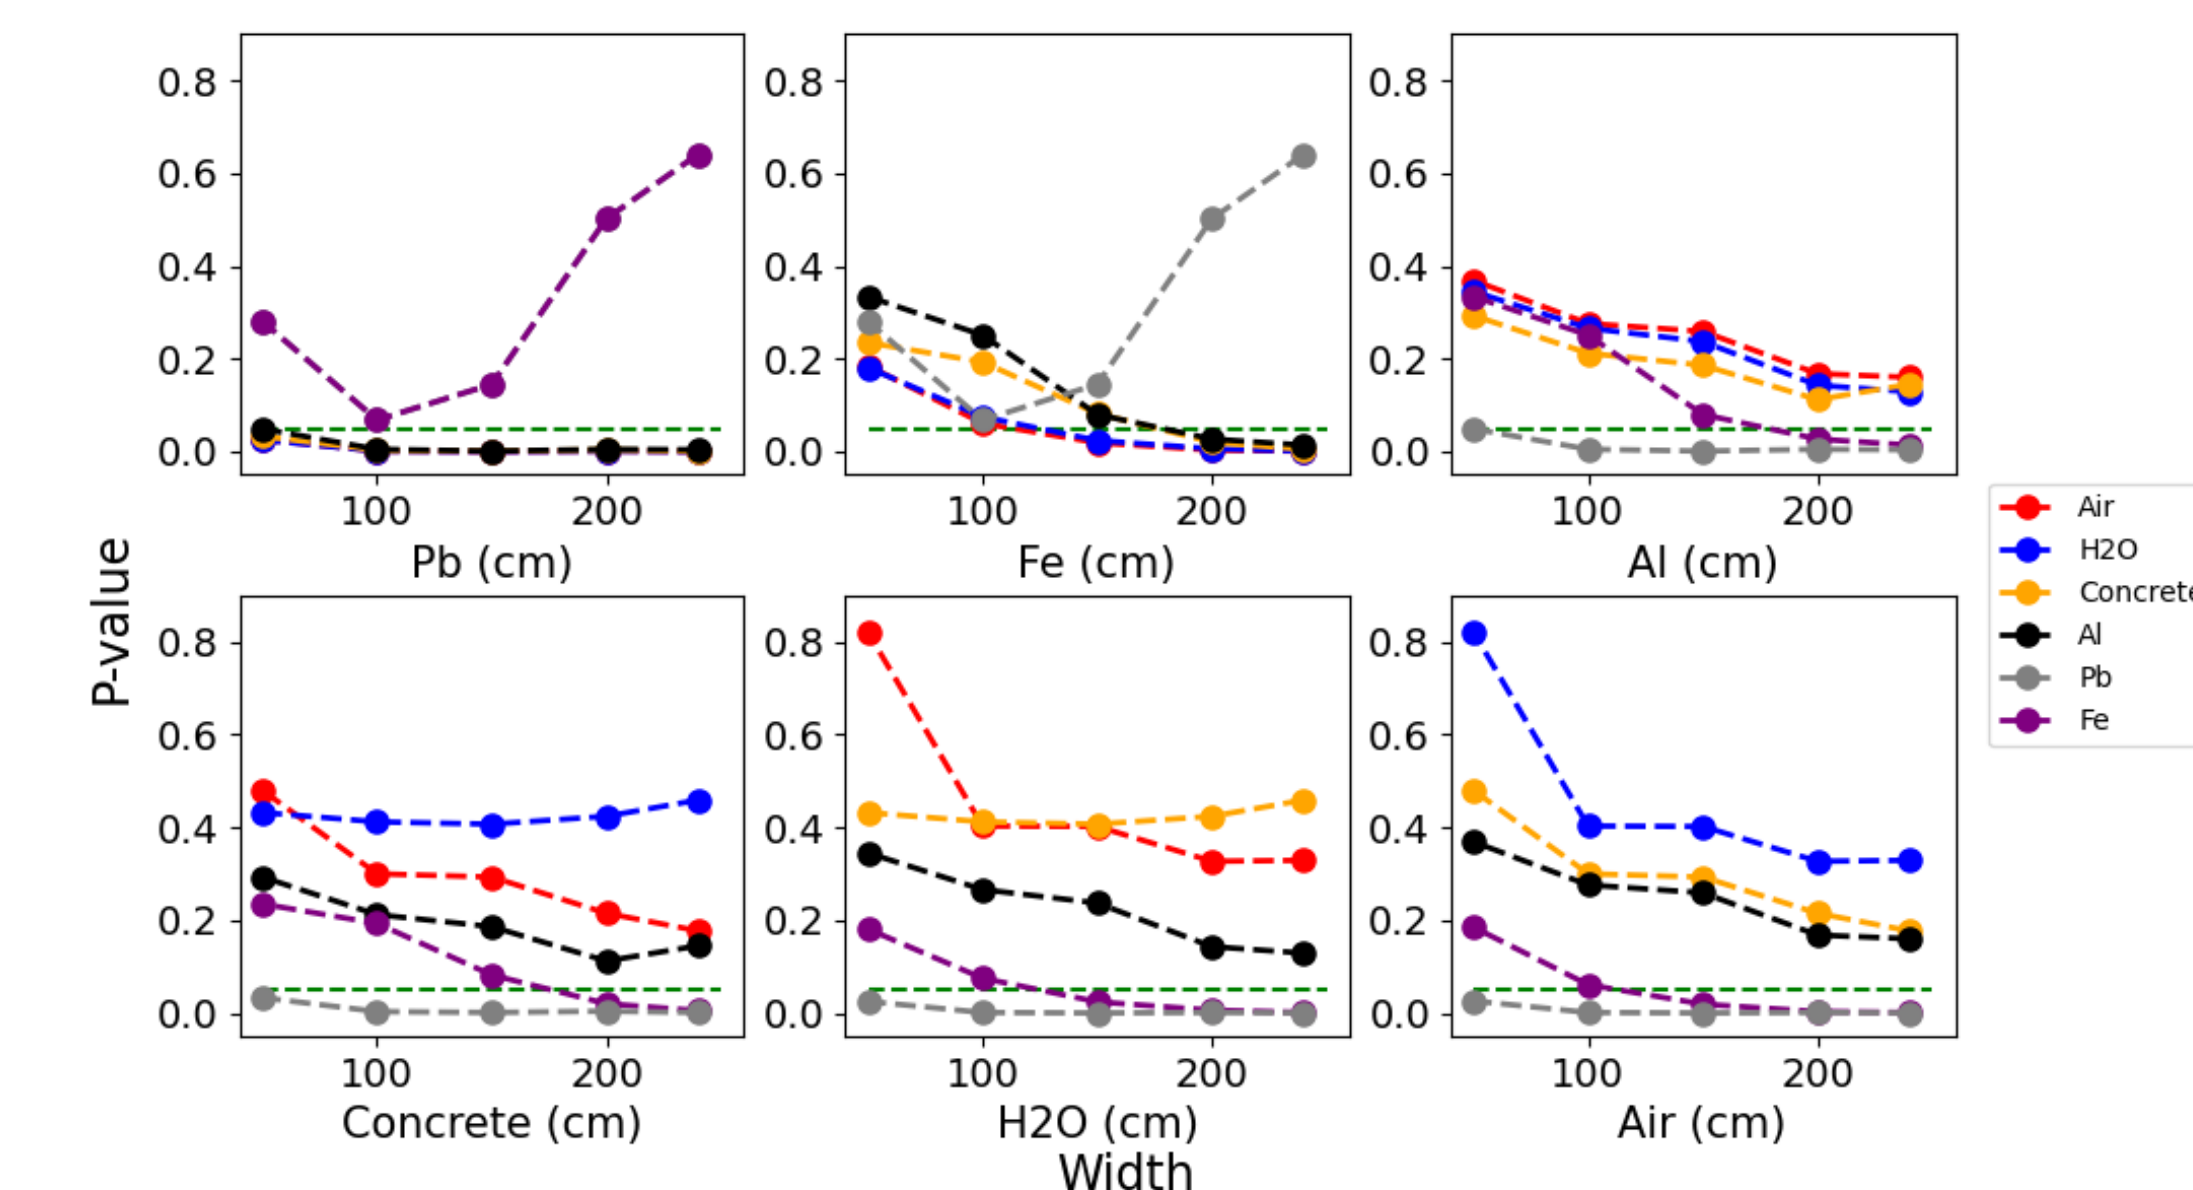 0.8 0.8 0.8
0.6 0.6 0.6
0.4 0.4 0.4
0.2 0.2 0.2
0.0 0.0 0.0
100 200 100 200 100 200
Pb (cm) Fe (cm) Al (cm)
P-value
0.8 0.8 0.8
0.6 0.6 0.6
0.4 0.4 0.4
0.2 0.2 0.2
0.0 0.0 0.0
100 200 100 200 100 200
Concrete (cm) H2O (cm) Air (cm)
Width
Air
H2O
Concrete
Al
Pb
Fe